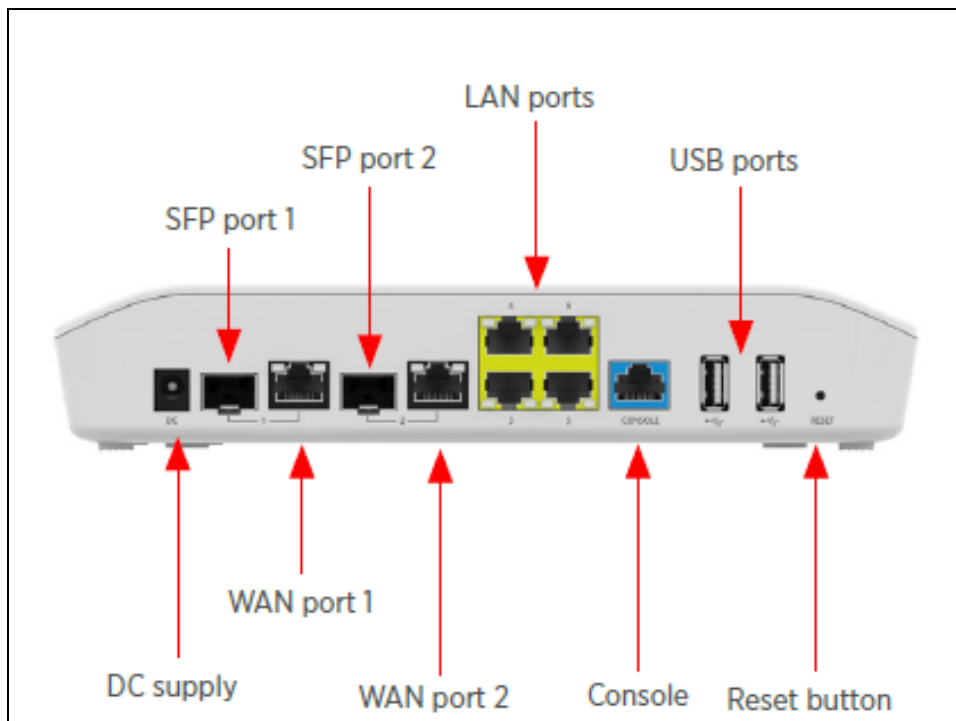 LAN ports
SFP port 2
USB ports
SFP port 1
DC
1
2
CONSOLE
RESET
WAN port 1
DC supply
WAN port 2
Console
Reset button